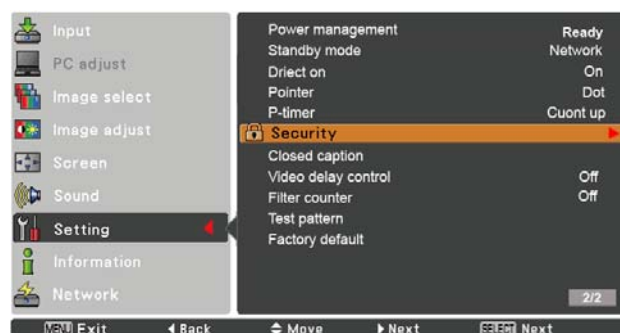 Input
PC adjust
Image select
Image adjust
Screen
Sound
Setting
Information
Network
Power management Ready
Standby mode Network
Driect on On
Pointer Dot
P-timer Cuont up
Security
Closed caption
Video delay control Off
Filter counter Off
Test pattern
Factory default
2/2
MENU Exit Back Move Next SELECT Next